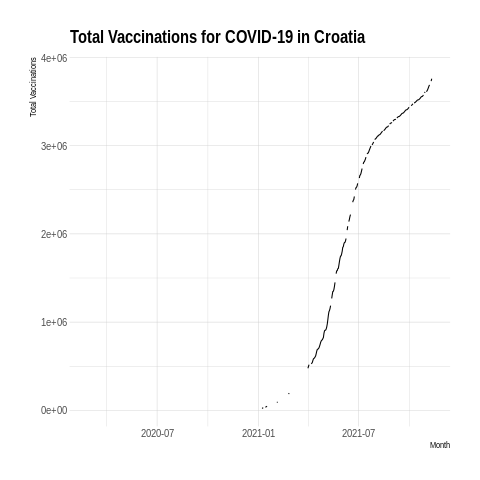 Total Vaccinations for COVID-19 in Croatia
Total Vaccinations
4e+06
3e+06
2e+06
1e+06
0e+00
2020-07 2021-01 2021-07
Month